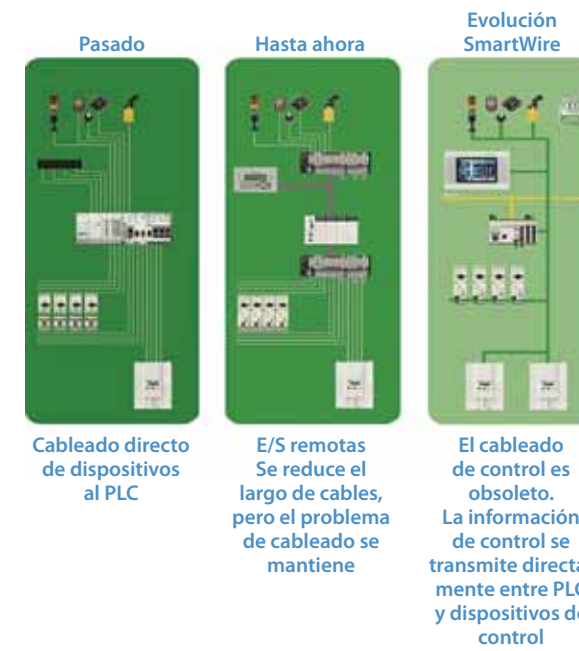 Pasado
Hasta ahora
Evolución
SmartWire
Cableado directo
de dispositivos
al PLC
E/S remotas
Se reduce el
largo de cables,
pero el problema
de cableado se
mantiene
El cableado
de control es
obsoleto.
La información
de control se
transmite directa
mente entre PLC
y dispositivos de
control